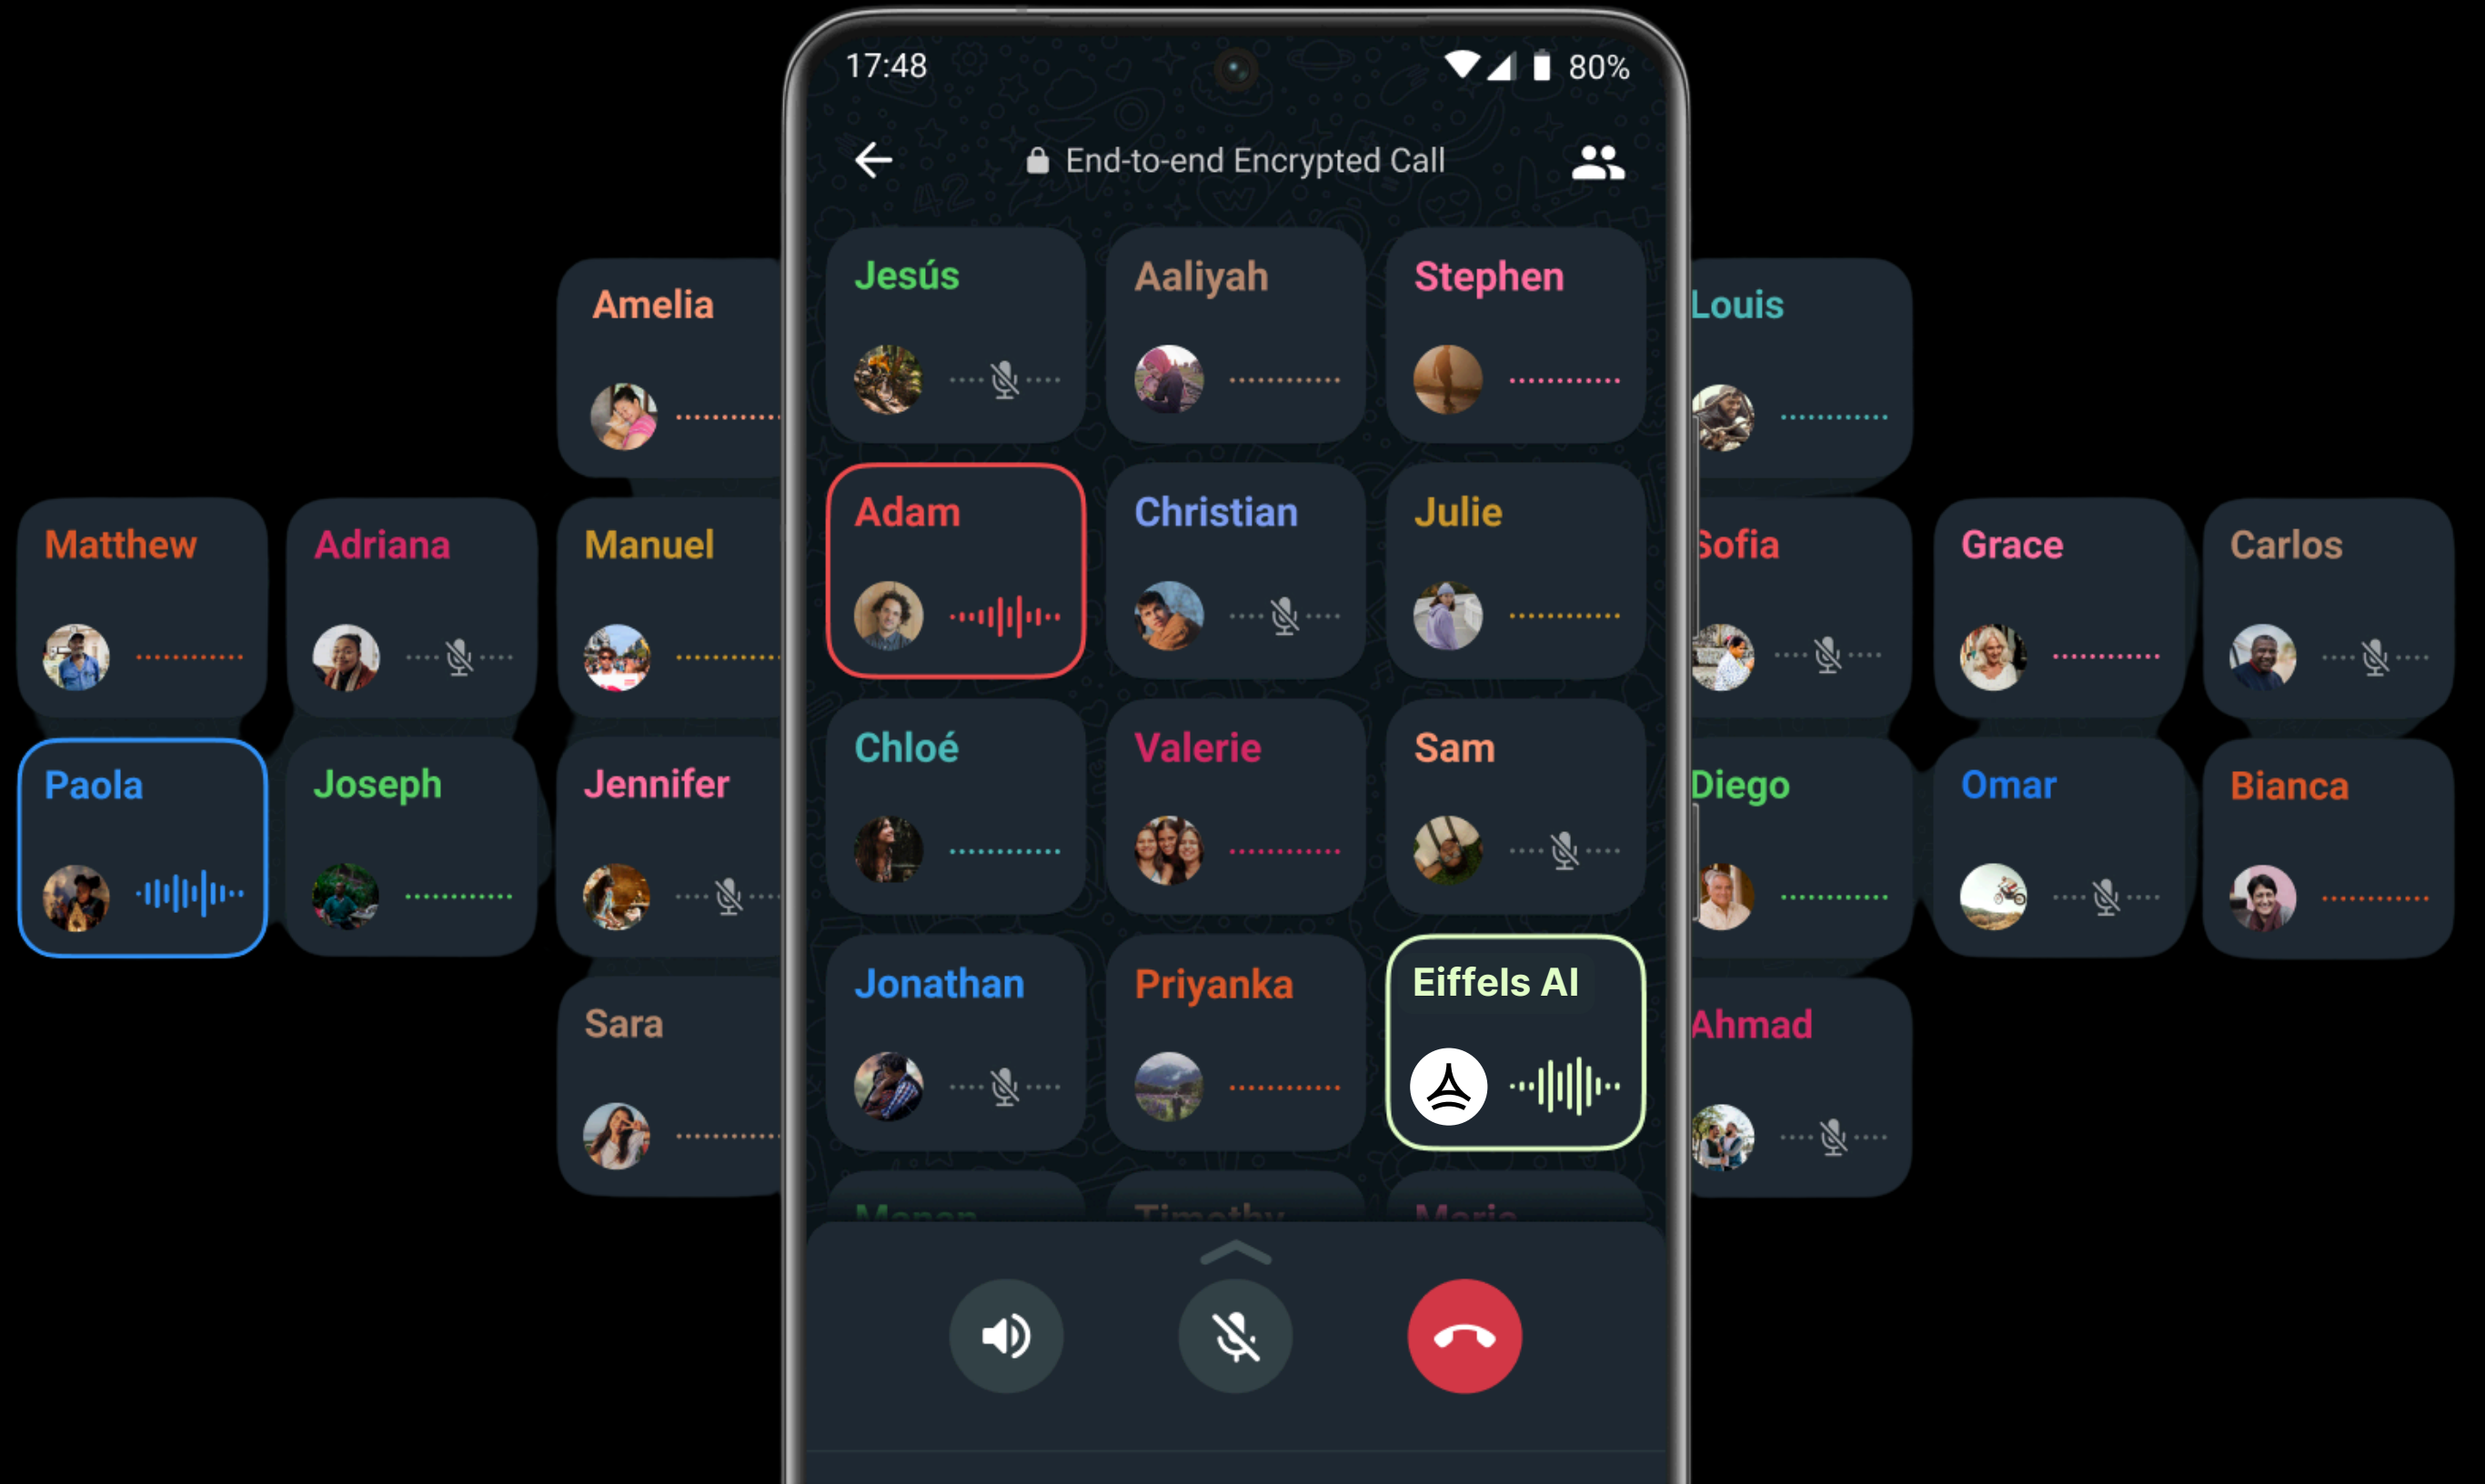 17:48 80%
End-to-end Encrypted Call
Jesús Aaliyah Stephen
Amelia Louis
Adam Christian Julie
Matthew Adriana Manuel Sofia Grace Carlos
Chloé Valerie Sam
Paola Joseph Jennifer Diego Omar Bianca
Jonathan Priyanka Eiffels AI
Sara Ahmad
Timothy